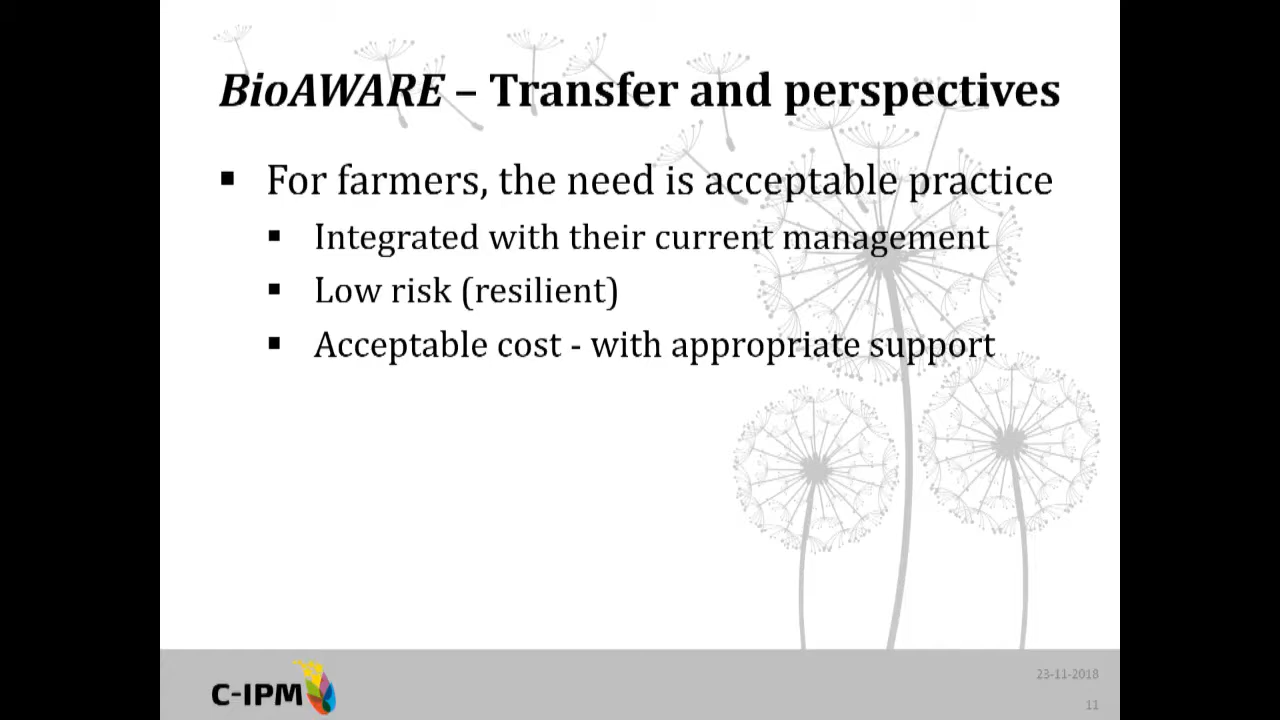 BioAWARE – Transfer and perspectives
▪ For farmers, the need is acceptable practice
▪ Integrated with their current management
▪ Low risk (resilient)
▪ Acceptable cost - with appropriate support
C-IPM
23-11-2018
11